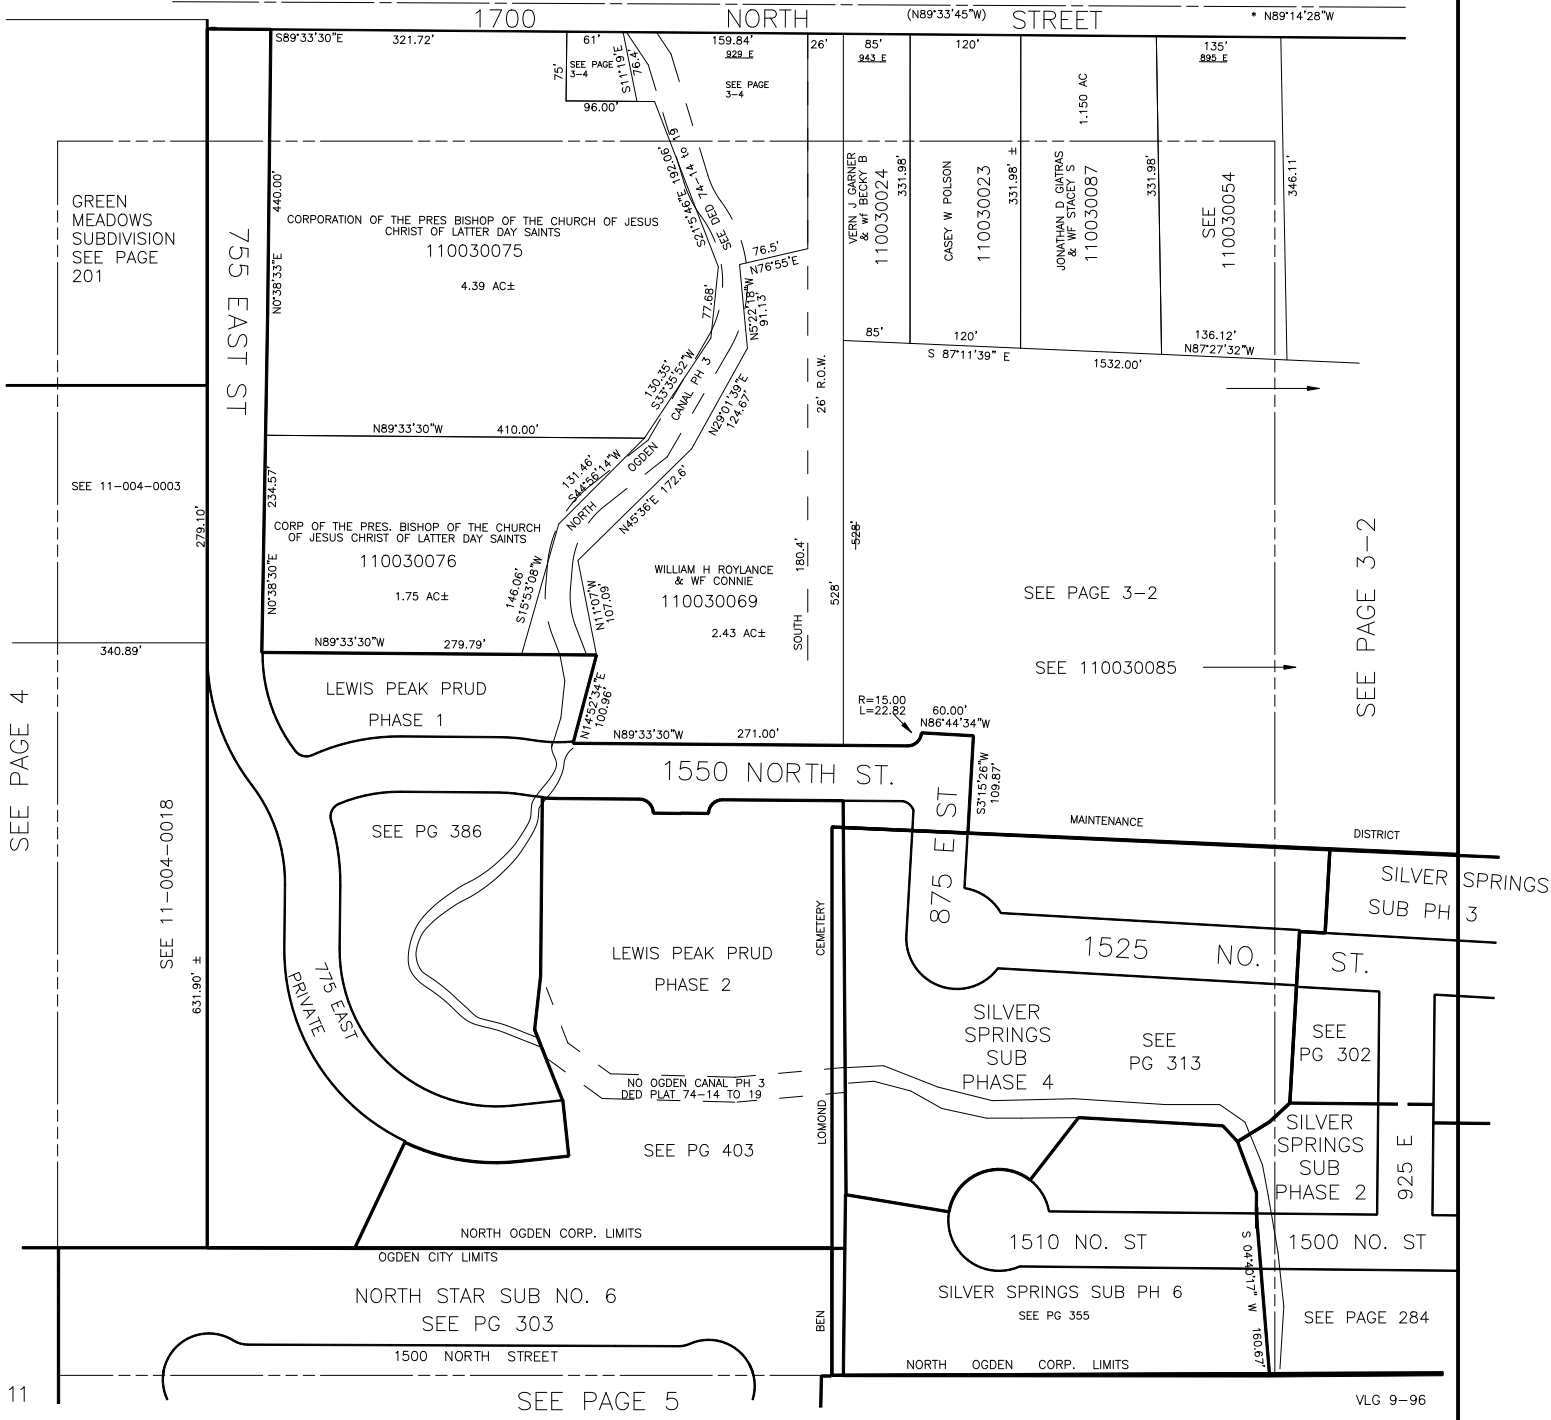 1700 NORTH STREET
(N89°33'45"W)
* N89°14'28"W
S89°33'30"E 321.72'
61'
159.84'
929 E
26'
85'
943 E
120'
135'
895 E
75'
SEE PAGE
3-4
S11°19'E
76.4'
96.00'
SEE PAGE
3-4
1.150 AC
GREEN
MEADOWS
SUBDIVISION
SEE PAGE
201
755 EAST ST
440.00'
N0°38'33"E
CORPORATION OF THE PRES BISHOP OF THE CHURCH OF JESUS
CHRIST OF LATTER DAY SAINTS
110030075
4.39 AC±
S21°5'46"E 192.06'
SEE DED 74-14 to 19
76.5'
N76°55'E
77.68'
N5°22'18"W
91.13'
VERN J GARNER
& wf BECKY B
110030024
331.98'
CASEY W POLSON
110030023
331.98' ±
JONATHAN D GIATRAS
& WF STACEY S
110030087
331.98'
SEE
110030054
346.11'
85'
120'
S 87°11'39" E
1532.00'
136.12'
N87°27'32"W
130.35'
S33°35'52"W
NORTH OGDEN CANAL PH 3
N29°01'39"E
124.67'
26' R.O.W.
N89°33'30"W 410.00'
131.46'
S44°56'14"W
N45°36'E 172.6'
SEE 11-004-0003
279.10'
234.57'
N0°38'30"E
CORP OF THE PRES. BISHOP OF THE CHURCH
OF JESUS CHRIST OF LATTER DAY SAINTS
110030076
1.75 AC±
146.06'
S15°53'08"W
N11°07'W
107.09'
WILLIAM H ROYLANCE
& WF CONNIE
110030069
2.43 AC±
SOUTH 180.4'
528'
528'
SEE PAGE 3-2
SEE PAGE 3-2
SEE 110030085
N89°33'30"W 279.79'
340.89'
SEE PAGE 4
LEWIS PEAK PRUD
PHASE 1
N14°52'34"E
100.96'
N89°33'30"W 271.00'
R=15.00
L=22.82
60.00'
N86°44'34"W
S3°15'26"W
109.87'
1550 NORTH ST.
SEE 11-004-0018
631.90' ±
SEE PG 386
875 E ST
MAINTENANCE DISTRICT
SILVER SPRINGS
SUB PH 3
CEMETERY
LEWIS PEAK PRUD
PHASE 2
1525 NO. ST.
775 EAST
PRIVATE
SILVER
SPRINGS
SUB
PHASE 4
SEE
PG 313
SEE
PG 302
NO OGDEN CANAL PH 3
DED PLAT 74-14 TO 19
LOMOND
SEE PG 403
SILVER
SPRINGS
SUB
PHASE 2
925 E
NORTH OGDEN CORP. LIMITS
OGDEN CITY LIMITS
1510 NO. ST
S 04°40'17" W 160.67'
1500 NO. ST
NORTH STAR SUB NO. 6
SEE PG 303
BEN
SILVER SPRINGS SUB PH 6
SEE PG 355
SEE PAGE 284
1500 NORTH STREET
NORTH OGDEN CORP. LIMITS
11
SEE PAGE 5
VLG 9-96